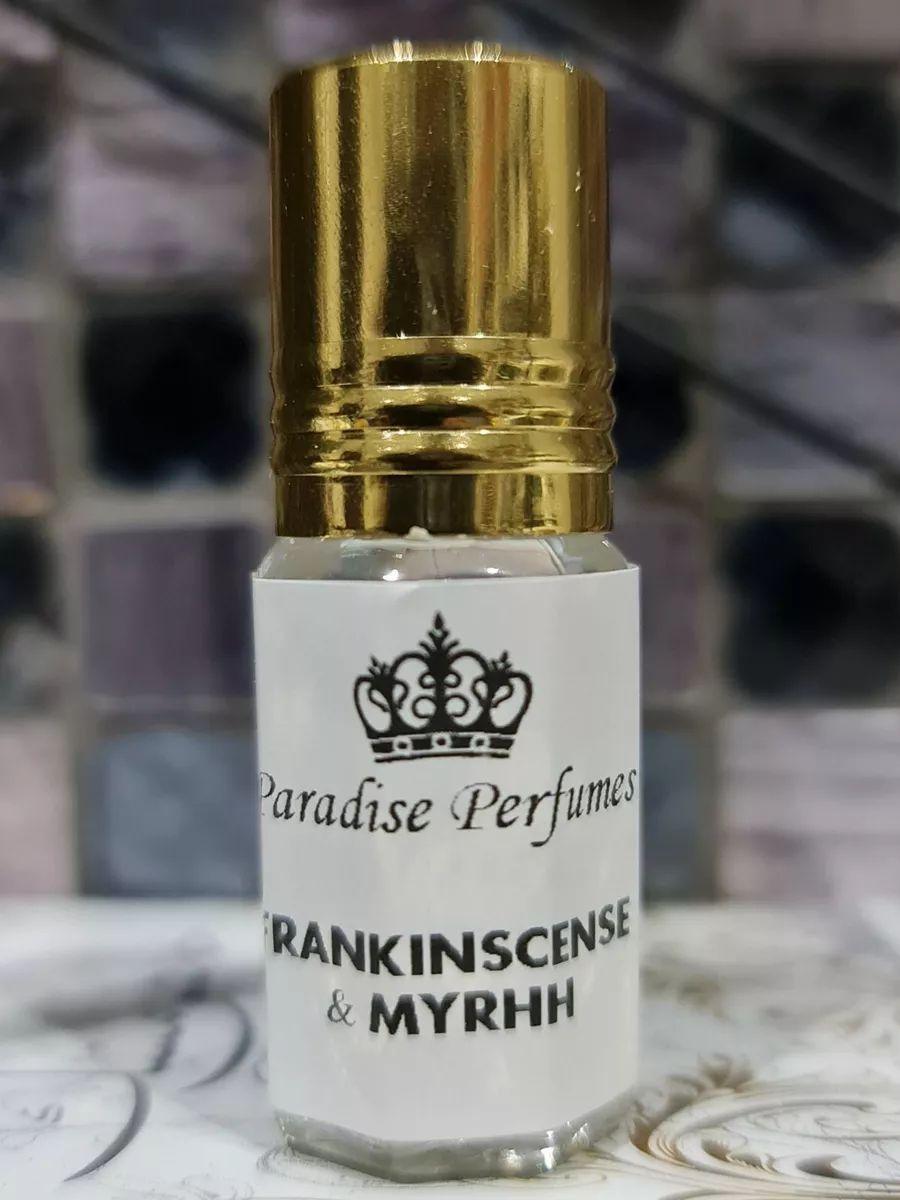 Paradise Perfumes
FRANKINSCENSE
& MYRHH